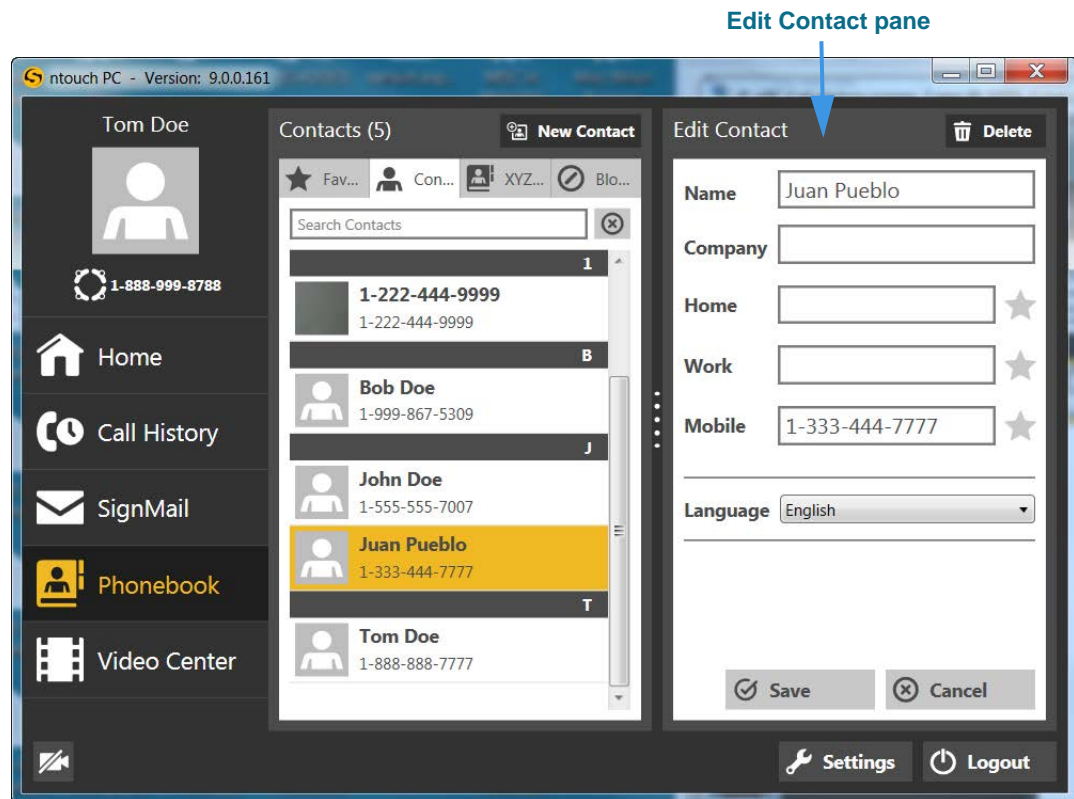 Edit Contact pane
ntouch PC - Version: 9.0.0.161
Tom Doe
1-888-999-8788
Home
Call History
SignMail
Phonebook
Video Center
Contacts (5)
New Contact
Fav... Con... XYZ... Blo...
Search Contacts
1
1-222-444-9999
1-222-444-9999
B
Bob Doe
1-999-867-5309
J
John Doe
1-555-555-7007
Juan Pueblo
1-333-444-7777
T
Tom Doe
1-888-888-7777
Edit Contact
Delete
Name Juan Pueblo
Company
Home
Work
Mobile 1-333-444-7777
Language English
Save Cancel
Settings Logout